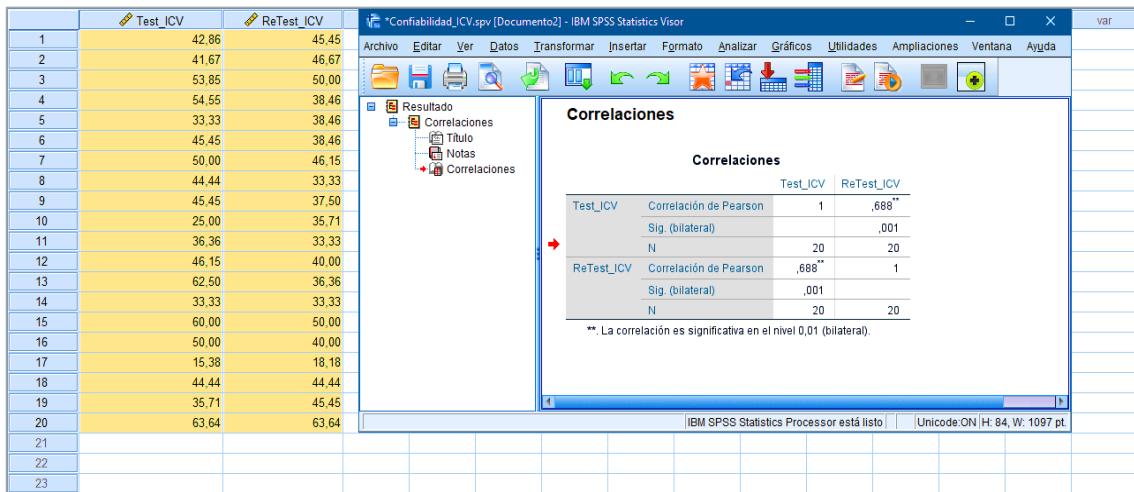 Test_ICV ReTest_ICV var
1 42,86 45,45
2 41,67 46,67
3 53,85 50,00
4 54,55 38,46
5 33,33 38,46
6 45,45 38,46
7 50,00 46,15
8 44,44 33,33
9 45,45 37,50
10 25,00 35,71
11 36,36 33,33
12 46,15 40,00
13 62,50 36,36
14 33,33 33,33
15 60,00 50,00
16 50,00 40,00
17 15,38 18,18
18 44,44 44,44
19 35,71 45,45
20 63,64 63,64
21
22
23
*Confiabilidad_ICV.spv [Documento2] - IBM SPSS Statistics Visor
Archivo Editar Ver Datos Transformar Insertar Formato Analizar Gráficos Utilidades Ampliaciones Ventana Ayuda
Resultado
Correlaciones
Título
Notas
Correlaciones
Correlaciones
Correlaciones
Test_ICV ReTest_ICV
Test_ICV Correlación de Pearson 1 ,688**
Sig. (bilateral) ,001
N 20 20
ReTest_ICV Correlación de Pearson ,688** 1
Sig. (bilateral) ,001
N 20 20
**. La correlación es significativa en el nivel 0,01 (bilateral).
IBM SPSS Statistics Processor está listo Unicode:ON H: 84, W: 1097 pt.